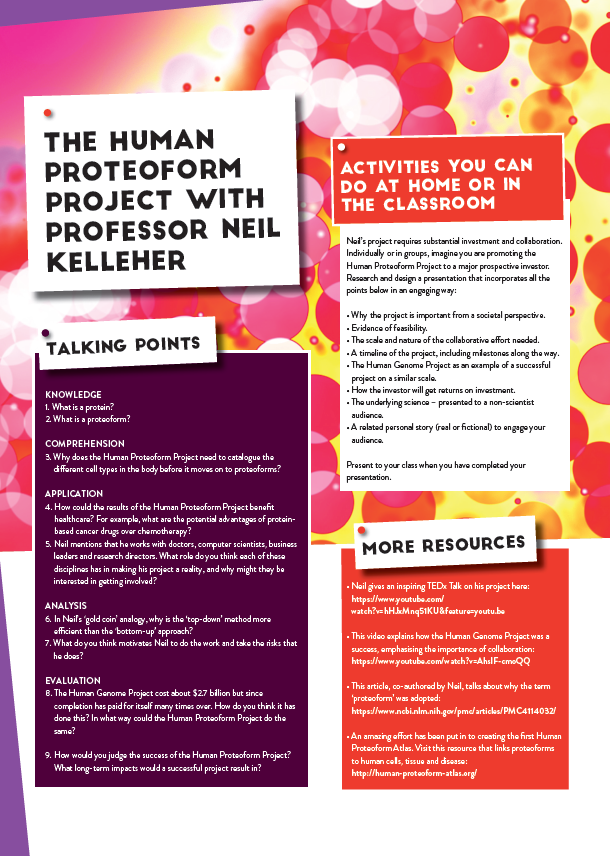 THE HUMAN
PROTEOFORM
PROJECT WITH
PROFESSOR NEIL
KELLEHER
TALKING POINTS
KNOWLEDGE
1. What is a protein?
2. What is a proteoform?
COMPREHENSION
3. Why does the Human Proteoform Project need to catalogue the
different cell types in the body before it moves on to proteoforms?
APPLICATION
4. How could the results of the Human Proteoform Project benefit
healthcare? For example, what are the potential advantages of protein-
based cancer drugs over chemotherapy?
5. Neil mentions that he works with doctors, computer scientists, business
leaders and research directors. What role do you think each of these
disciplines has in making his project a reality, and why might they be
interested in getting involved?
ANALYSIS
6. In Neil's 'gold coin' analogy, why is the 'top-down' method more
efficient than the 'bottom-up' approach?
7. What do you think motivates Neil to do the work and take the risks that
he does?
EVALUATION
8. The Human Genome Project cost about $2.7 billion but since
completion has paid for itself many times over. How do you think it has
done this? In what way could the Human Proteoform Project do the
same?
9. How would you judge the success of the Human Proteoform Project?
What long-term impacts would a successful project result in?
ACTIVITIES YOU CAN
DO AT HOME OR IN
THE CLASSROOM
Neil's project requires substantial investment and collaboration.
Individually or in groups, imagine you are promoting the
Human Proteoform Project to a major prospective investor.
Research and design a presentation that incorporates all the
points below in an engaging way:
• Why the project is important from a societal perspective.
• Evidence of feasibility.
• The scale and nature of the collaborative effort needed.
• A timeline of the project, including milestones along the way.
• The Human Genome Project as an example of a successful
project on a similar scale.
• How the investor will get returns on investment.
• The underlying science – presented to a non-scientist
audience.
• A related personal story (real or fictional) to engage your
audience.
Present to your class when you have completed your
presentation.
MORE RESOURCES
• Neil gives an inspiring TEDx Talk on his project here:
https://www.youtube.com/
watch?v=hHJxMnq51KU&feature=youtu.be
• This video explains how the Human Genome Project was a
success, emphasising the importance of collaboration:
https://www.youtube.com/watch?v=AhsIF-cmoQQ
• This article, co-authored by Neil, talks about why the term
'proteoform' was adopted:
https://www.ncbi.nlm.nih.gov/pmc/articles/PMC4114032/
• An amazing effort has been put in to creating the first Human
Proteoform Atlas. Visit this resource that links proteoforms
to human cells, tissue and disease:
http://human-proteoform-atlas.org/